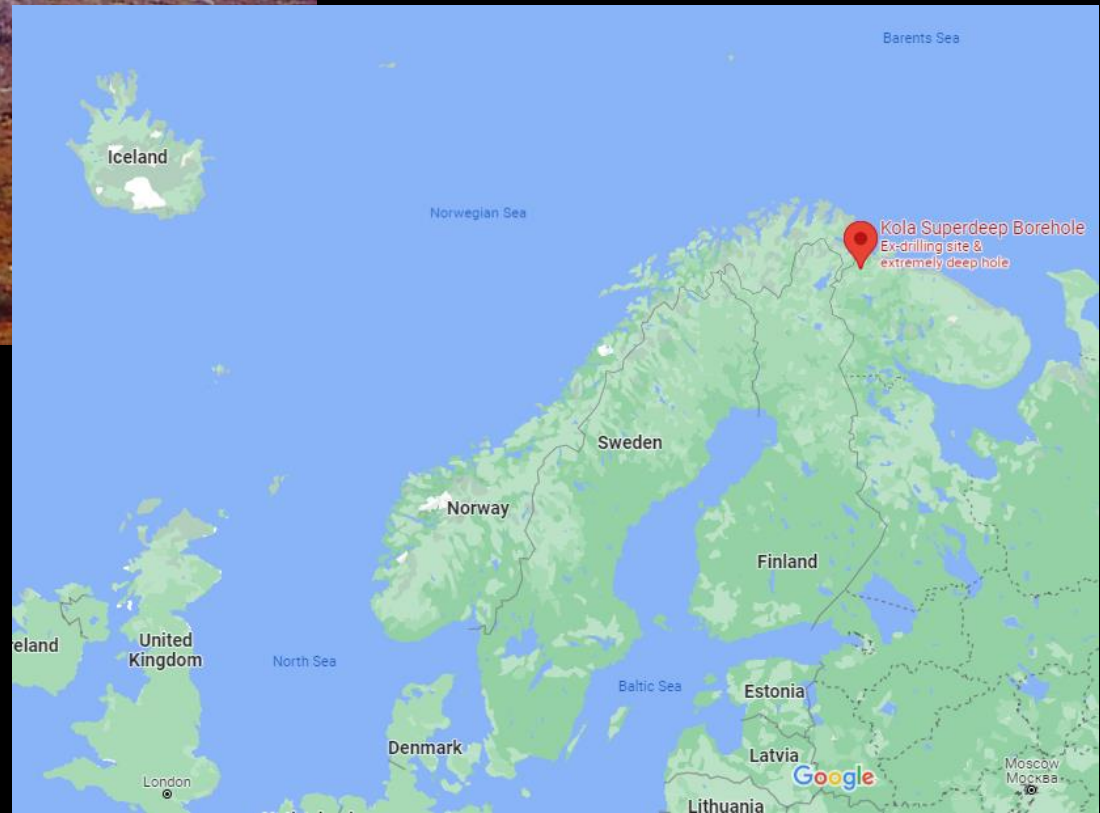 Barents Sea
Iceland
Norwegian Sea
Kola Superdeep Borehole
Ex-drilling site &
extremely deep hole
Sweden
Norway
Finland
United
Kingdom
North Sea
Baltic Sea
Estonia
Denmark
Latvia
Google
London
Moscow
Москва
Lithuania